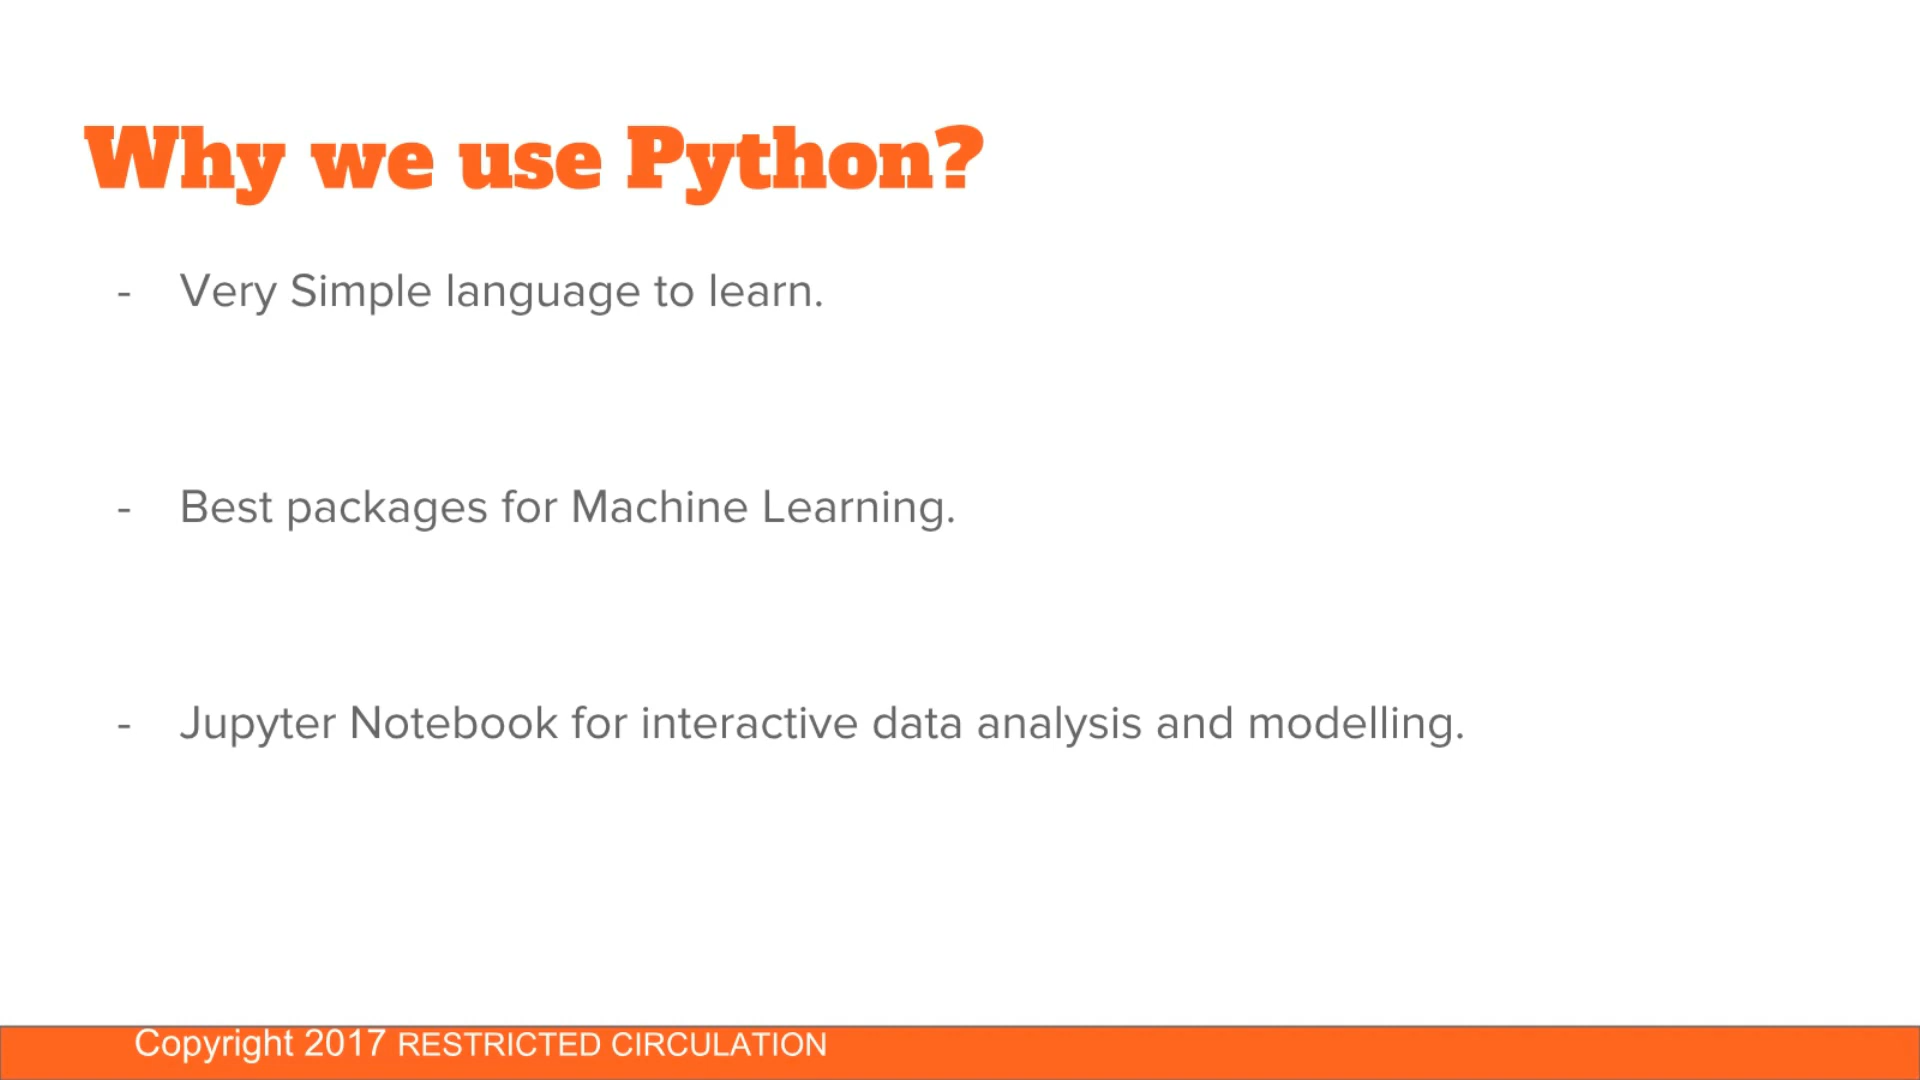 Why we use Python?
- Very Simple language to learn.
- Best packages for Machine Learning.
- Jupyter Notebook for interactive data analysis and modelling.
Copyright 2017 RESTRICTED CIRCULATION